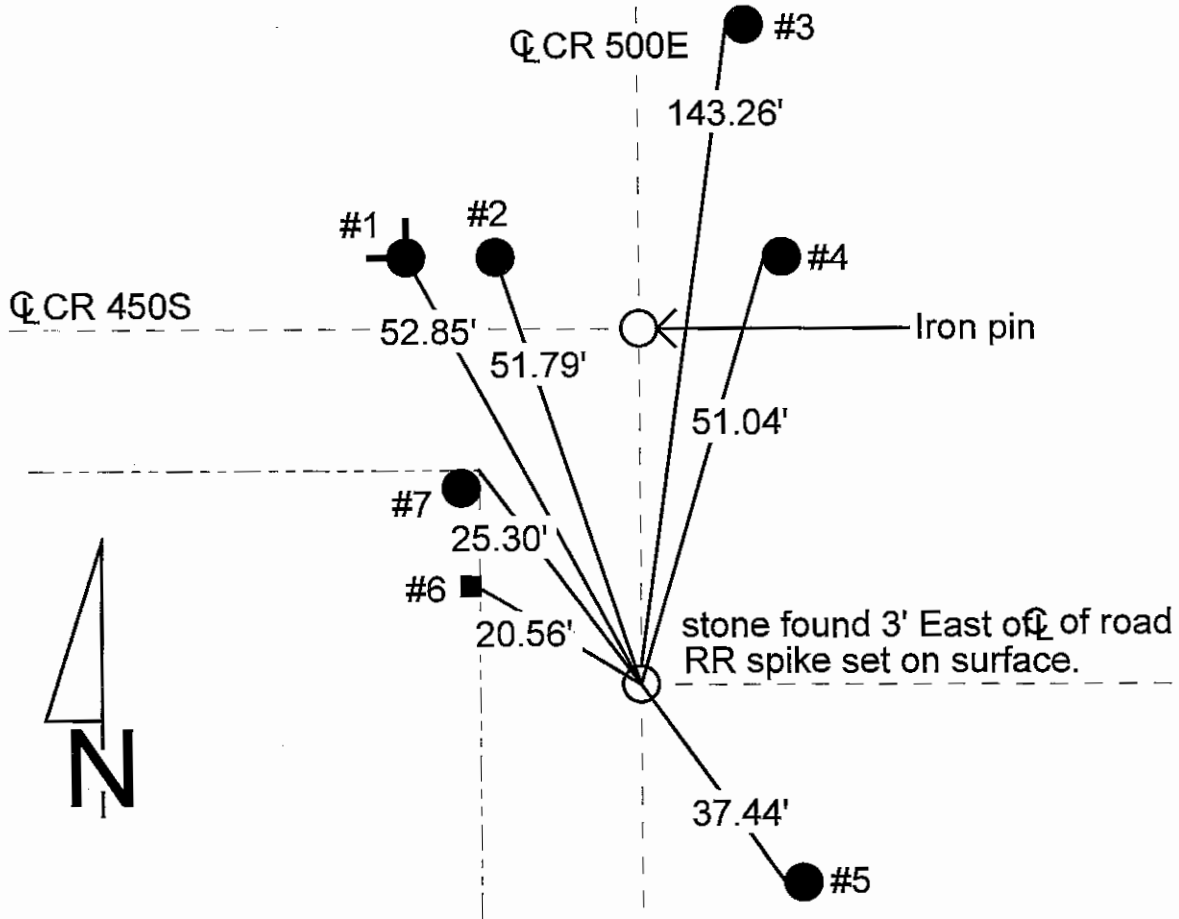 #3
℄ CR 500E
143.26'
#1
#2
#4
℄ CR 450S
52.85'
Iron pin
51.79'
51.04'
#7
25.30'
#6
20.56'
stone found 3' East of ℄ of road
RR spike set on surface.
N
37.44'
#5